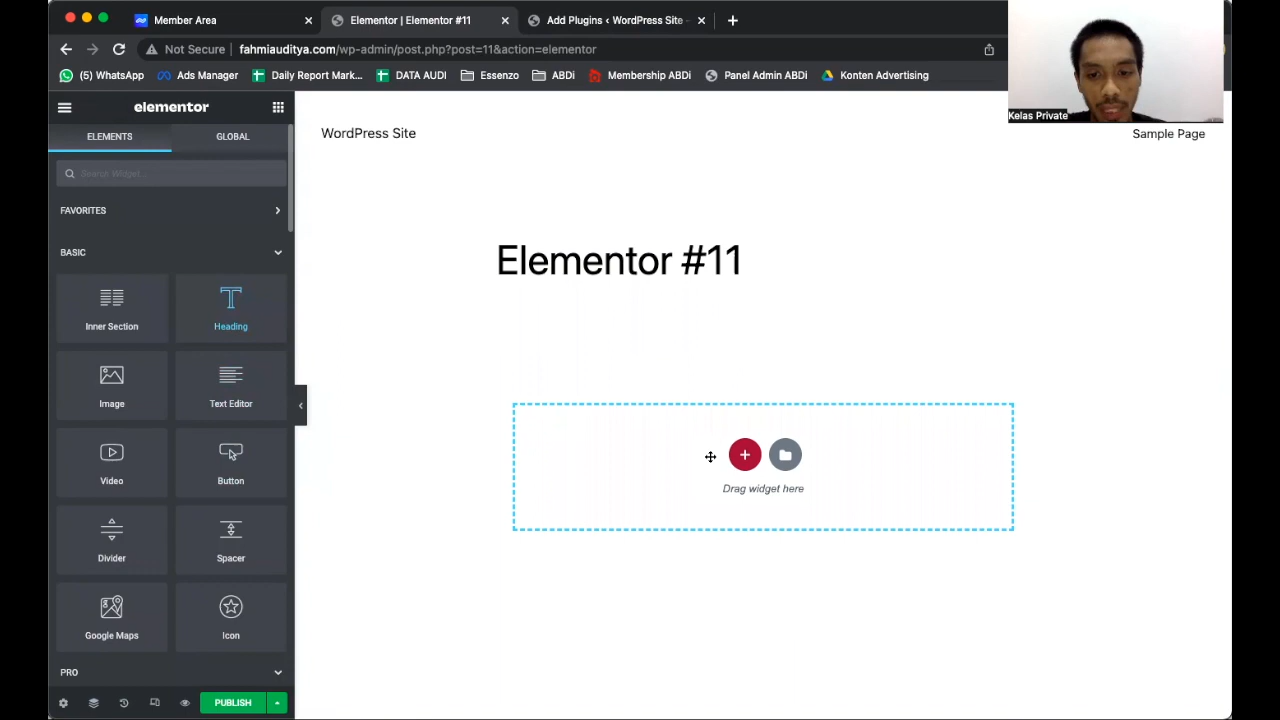 Member Area
Elementor | Elementor #11
Add Plugins ‹ WordPress Site -
Not Secure
fahmiauditya.com/wp-admin/post.php?post=11&action=elementor
(5) WhatsApp
Ads Manager
Daily Report Mark...
DATA AUDI
Essenzo
ABDi
Membership ABDi
Panel Admin ABDi
Konten Advertising
Kelas Private
elementor
ELEMENTS
GLOBAL
Search Widget...
FAVORITES
BASIC
Inner Section
Heading
Image
Text Editor
Video
Button
Divider
Spacer
Google Maps
Icon
PRO
PUBLISH
WordPress Site
Sample Page
Elementor #11
Drag widget here